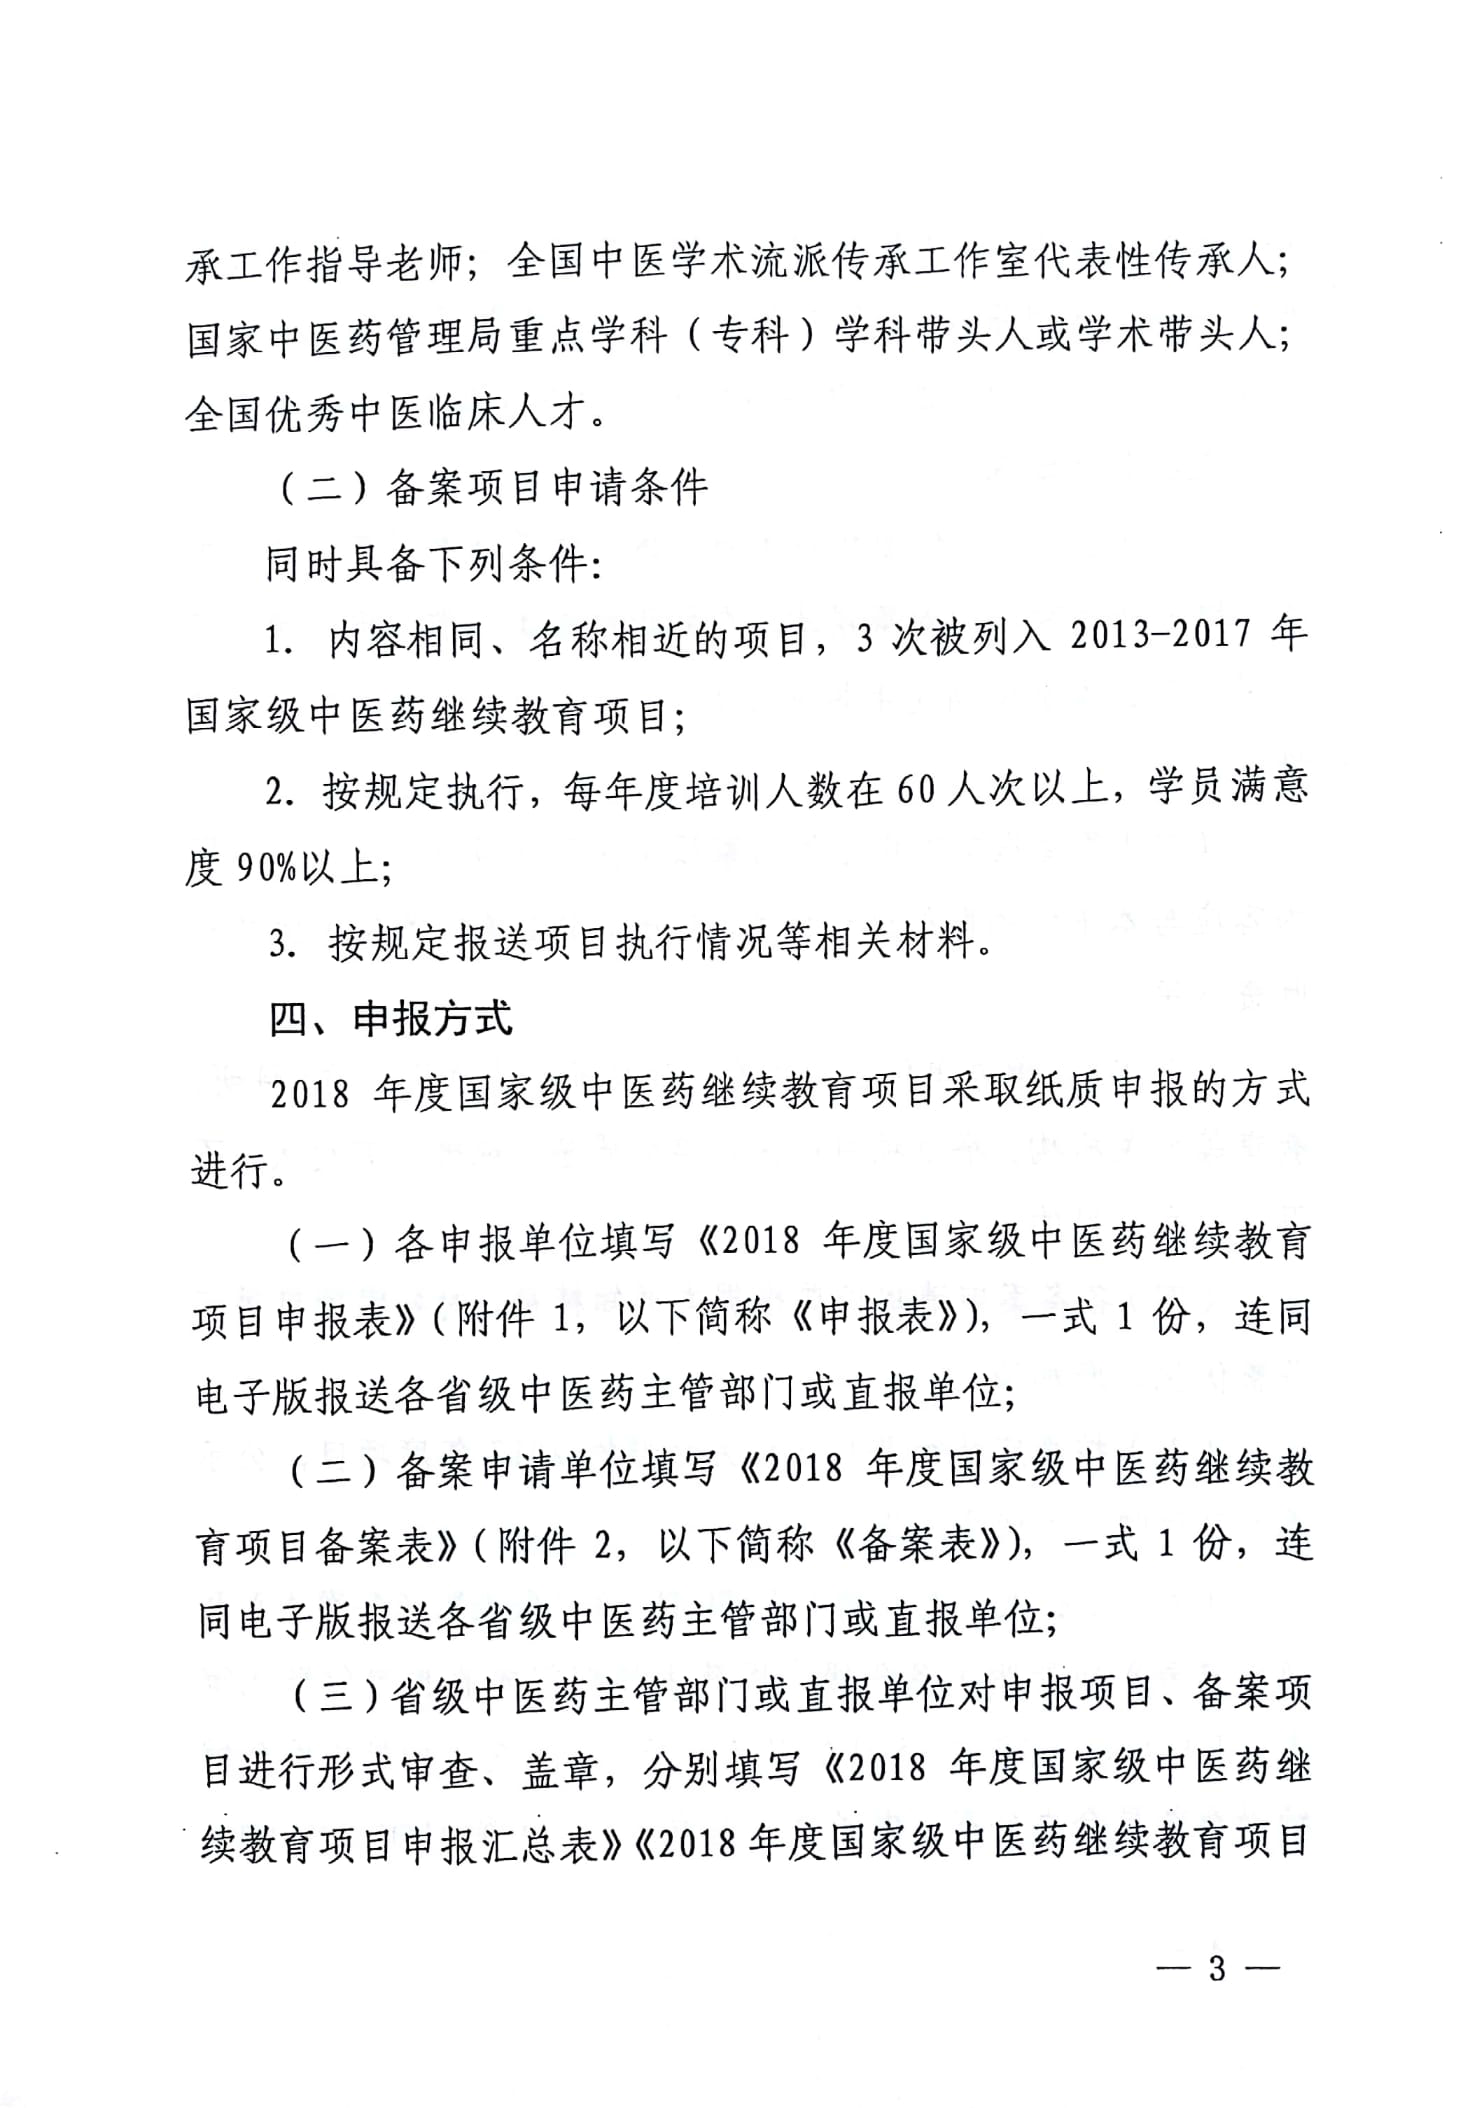 承工作指导老师；全国中医学术流派传承工作室代表性传承人；
国家中医药管理局重点学科（专科）学科带头人或学术带头人；
全国优秀中医临床人才。
（二）备案项目申请条件
同时具备下列条件：
1. 内容相同、名称相近的项目，3 次被列入 2013-2017 年
国家级中医药继续教育项目；
2. 按规定执行，每年度培训人数在 60 人次以上，学员满意
度 90%以上；
3. 按规定报送项目执行情况等相关材料。
四、申报方式
2018 年度国家级中医药继续教育项目采取纸质申报的方式
进行。
（一）各申报单位填写《2018 年度国家级中医药继续教育
项目申报表》（附件 1，以下简称《申报表》），一式 1 份，连同
电子版报送各省级中医药主管部门或直报单位；
（二）备案申请单位填写《2018 年度国家级中医药继续教
育项目备案表》（附件 2，以下简称《备案表》），一式 1 份，连
同电子版报送各省级中医药主管部门或直报单位；
（三）省级中医药主管部门或直报单位对申报项目、备案项
目进行形式审查、盖章，分别填写《2018 年度国家级中医药继
续教育项目申报汇总表》《2018 年度国家级中医药继续教育项目
— 3 —